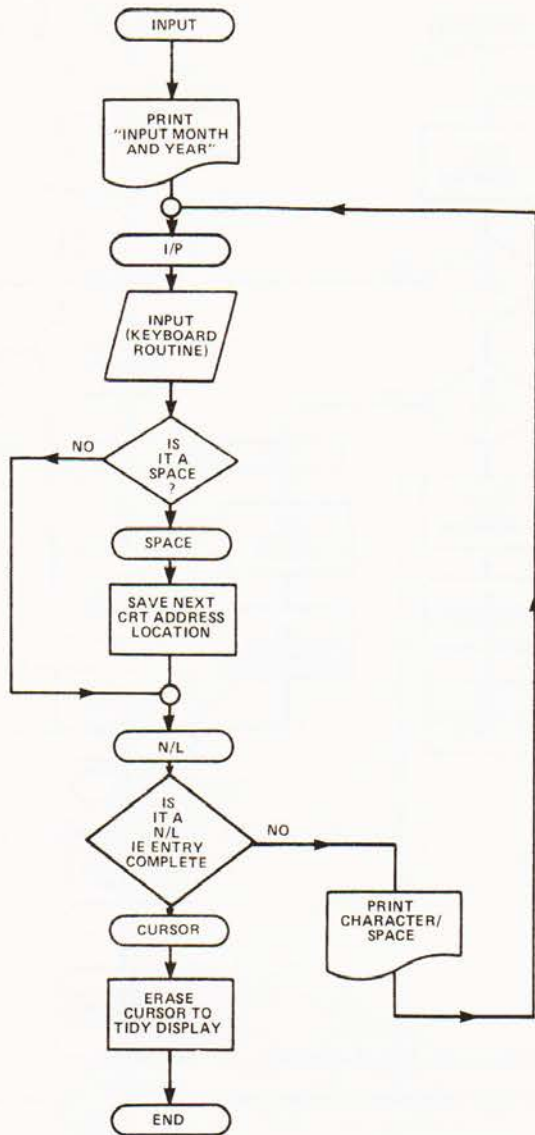 INPUT
PRINT
"INPUT MONTH
AND YEAR"
I/P
INPUT
(KEYBOARD
ROUTINE)
NO
IS
IT A
SPACE
?
SPACE
SAVE NEXT
CRT ADDRESS
LOCATION
N/L
IS
IT A
N/L
IE ENTRY
COMPLETE
NO
PRINT
CHARACTER/
SPACE
CURSOR
ERASE
CURSOR TO
TIDY DISPLAY
END